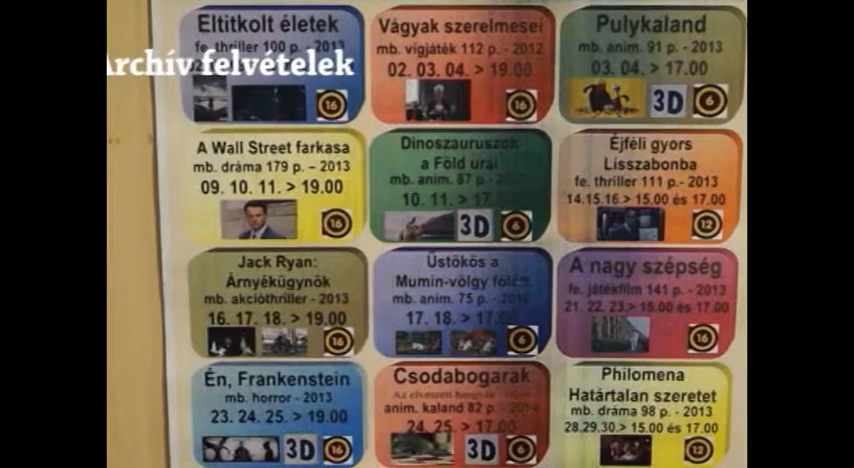 Archív felvételek
Eltitkolt életek
fe. thriller 100 p. - 2013
16
Vágyak szerelmesei
mb. vígjáték 112 p. - 2012
02. 03. 04. > 19.00
16
Pulykaland
mb. anim. 91 p. - 2013
03. 04. > 17.00
3D 6
A Wall Street farkasa
mb. dráma 179 p. – 2013
09. 10. 11. > 19.00
16
Dinoszauruszok
a Föld urai
mb. anim. 87 p. -
10. 11. > 17.
3D 6
Éjféli gyors
Lisszabonba
fe. thriller 111 p. - 2013
14.15.16.> 15.00 és 17.00
12
Jack Ryan:
Árnyékügynök
mb. akcióthriller - 2013
16. 17. 18. > 19.00
16
Üstökös a
Mumin-völgy fölött
mb. anim. 75 p. -
17. 18. > 17.00
6
A nagy szépség
fe. játékfilm 141 p. - 2013
21. 22. 23.> 15.00 és 17.00
16
Én, Frankenstein
mb. horror - 2013
23. 24. 25. > 19.00
3D 16
Csodabogarak
Az elveszett hangyák völgye
anim. kaland 82 p. - 2014
24. 25. > 17.00
3D 6
Philomena
Határtalan szeretet
mb. dráma 98 p. - 2013
28.29.30.> 15.00 és 17.00
12